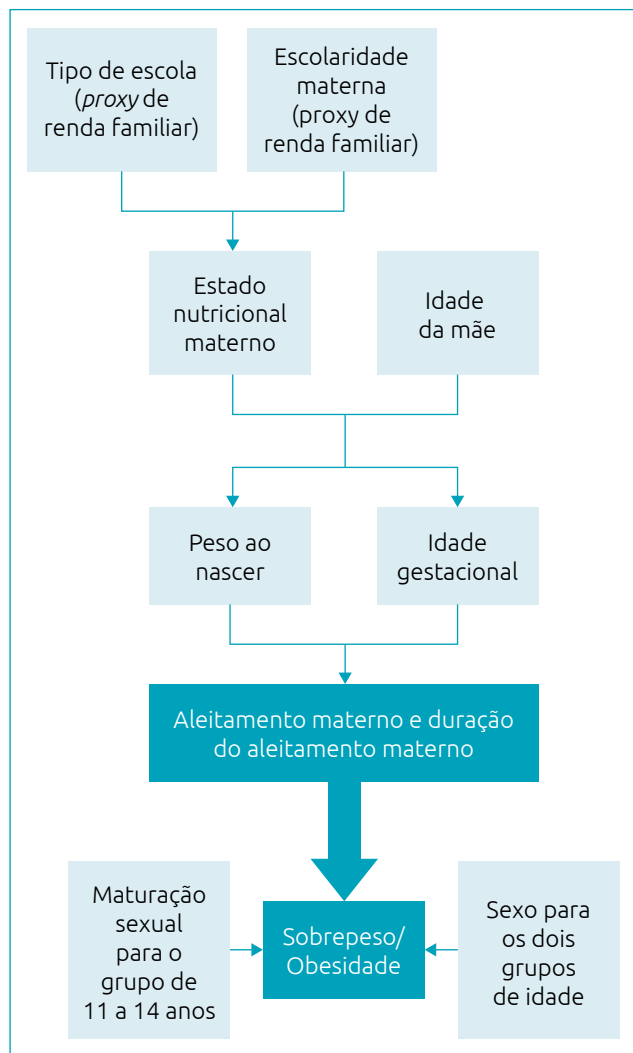 Tipo de escola
(proxy de
renda familiar)
Escolaridade
materna
(proxy de
renda familiar)
Estado
nutricional
materno
Idade
da mãe
Peso ao
nascer
Idade
gestacional
Aleitamento materno e duração
do aleitamento materno
Maturação
sexual
para o
grupo de
11 a 14 anos
Sobrepeso/
Obesidade
Sexo para
os dois
grupos
de idade